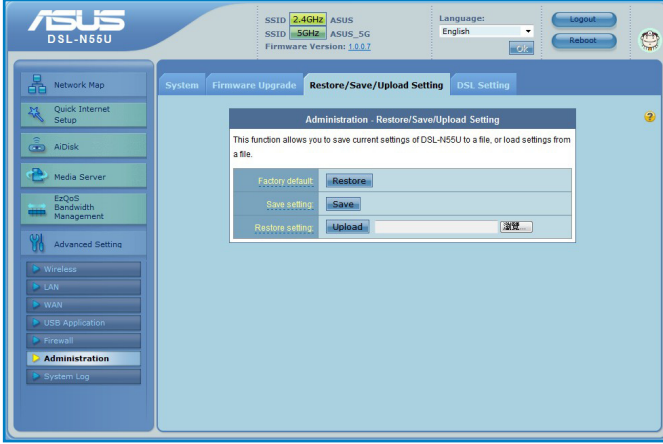 ASUS
DSL-N55U
SSID 2.4GHz ASUS
SSID 5GHz ASUS_5G
Firmware Version: 1.0.0.7
Language:
English
OK
Logout
Reboot
Network Map
Quick Internet
Setup
AiDisk
Media Server
EzQoS
Bandwidth
Management
Advanced Setting
Wireless
LAN
WAN
USB Application
Firewall
Administration
System Log
System Firmware Upgrade Restore/Save/Upload Setting DSL Setting
Administration - Restore/Save/Upload Setting
This function allows you to save current settings of DSL-N55U to a file, or load settings from
a file.
Factory default: Restore
Save setting: Save
Restore setting: Upload 瀏覽...